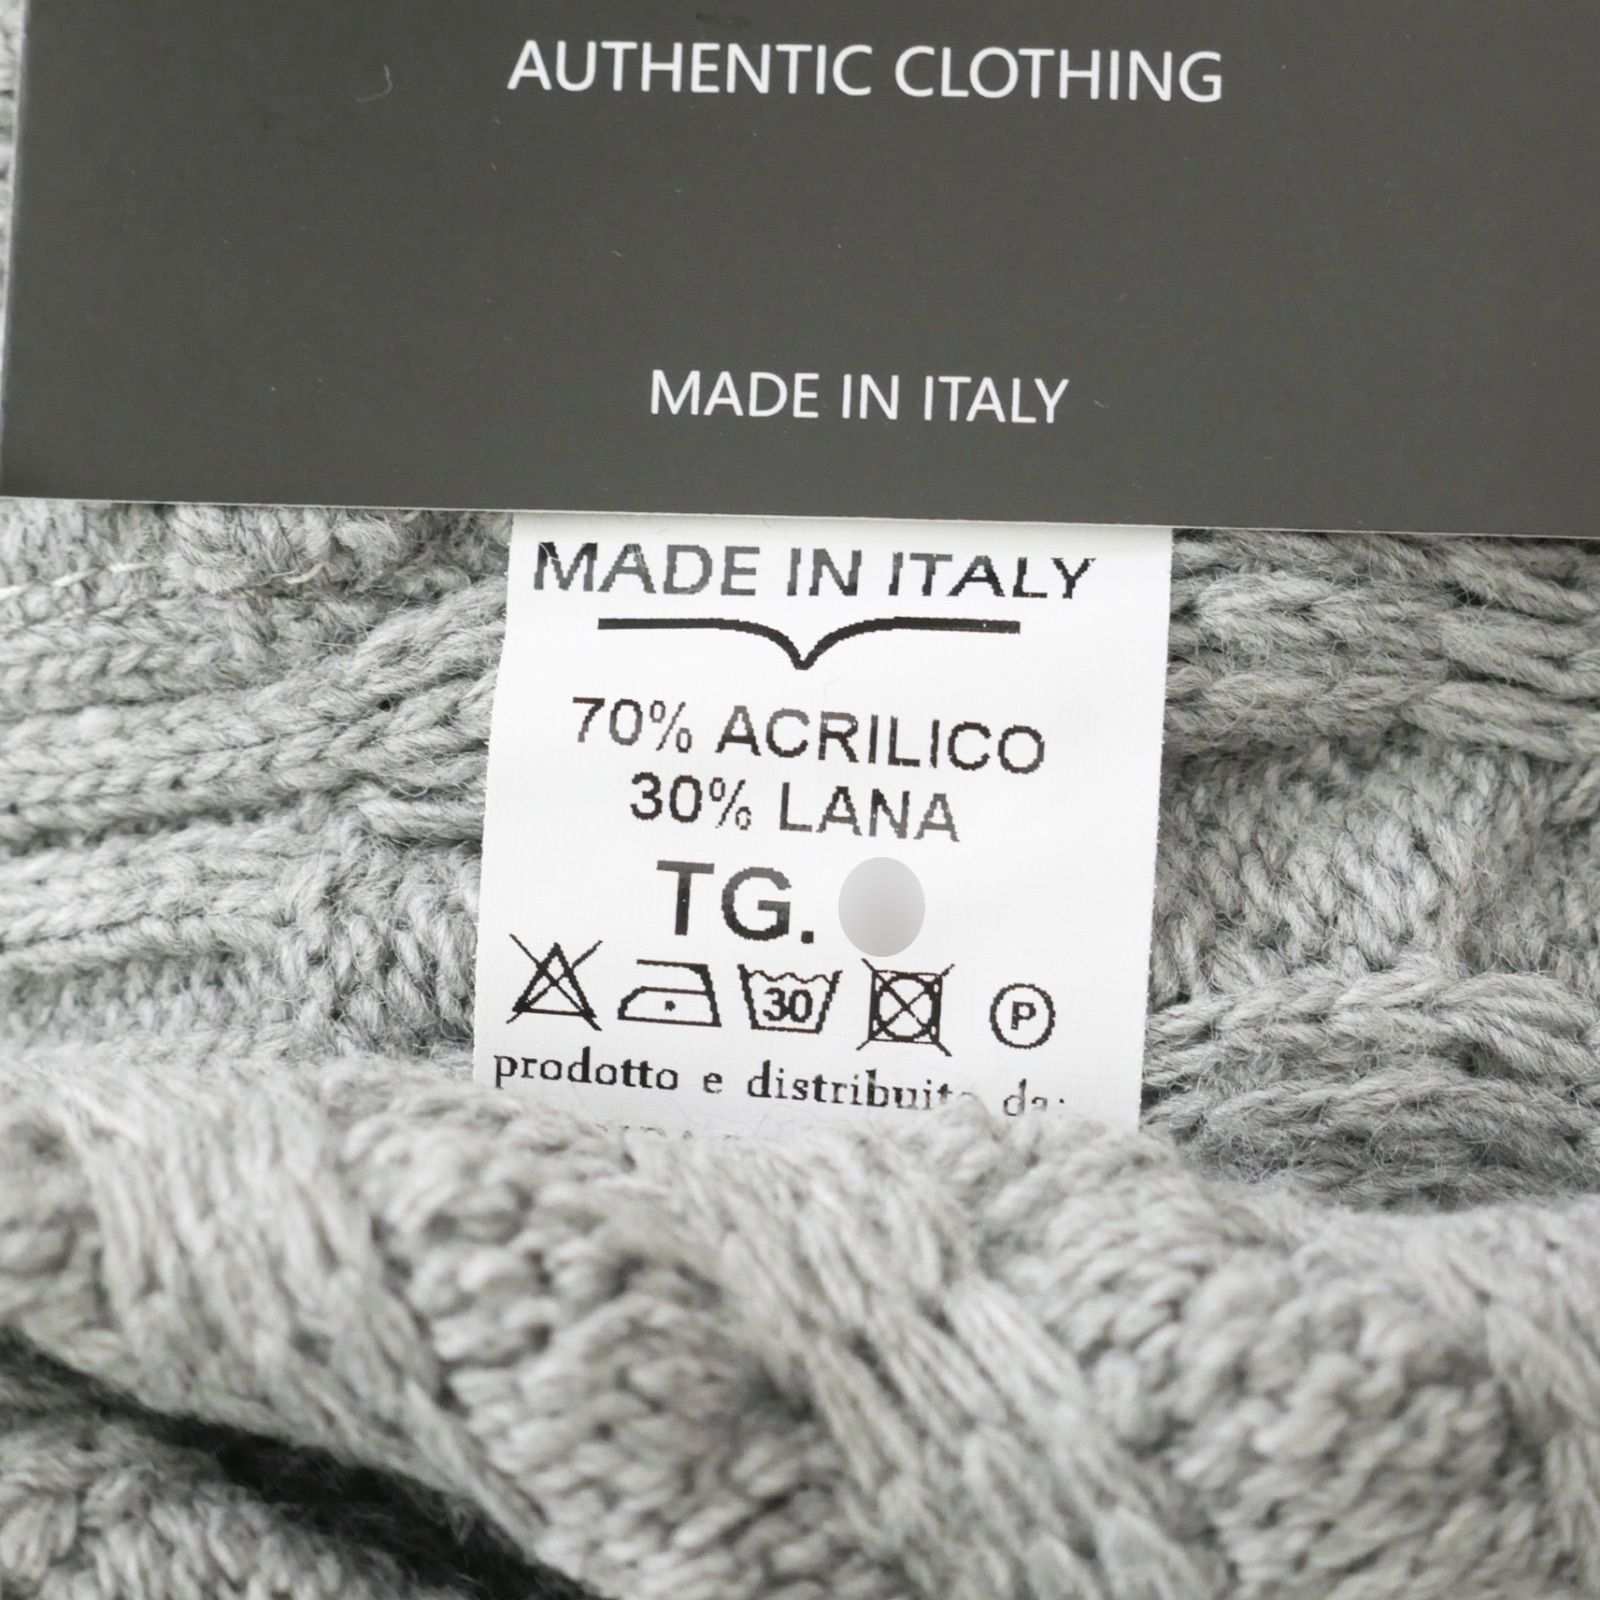 AUTHENTIC CLOTHING
MADE IN ITALY
MADE IN ITALY
70% ACRILICO
30% LANA
TG.
30 P
prodotto e distribuito da: